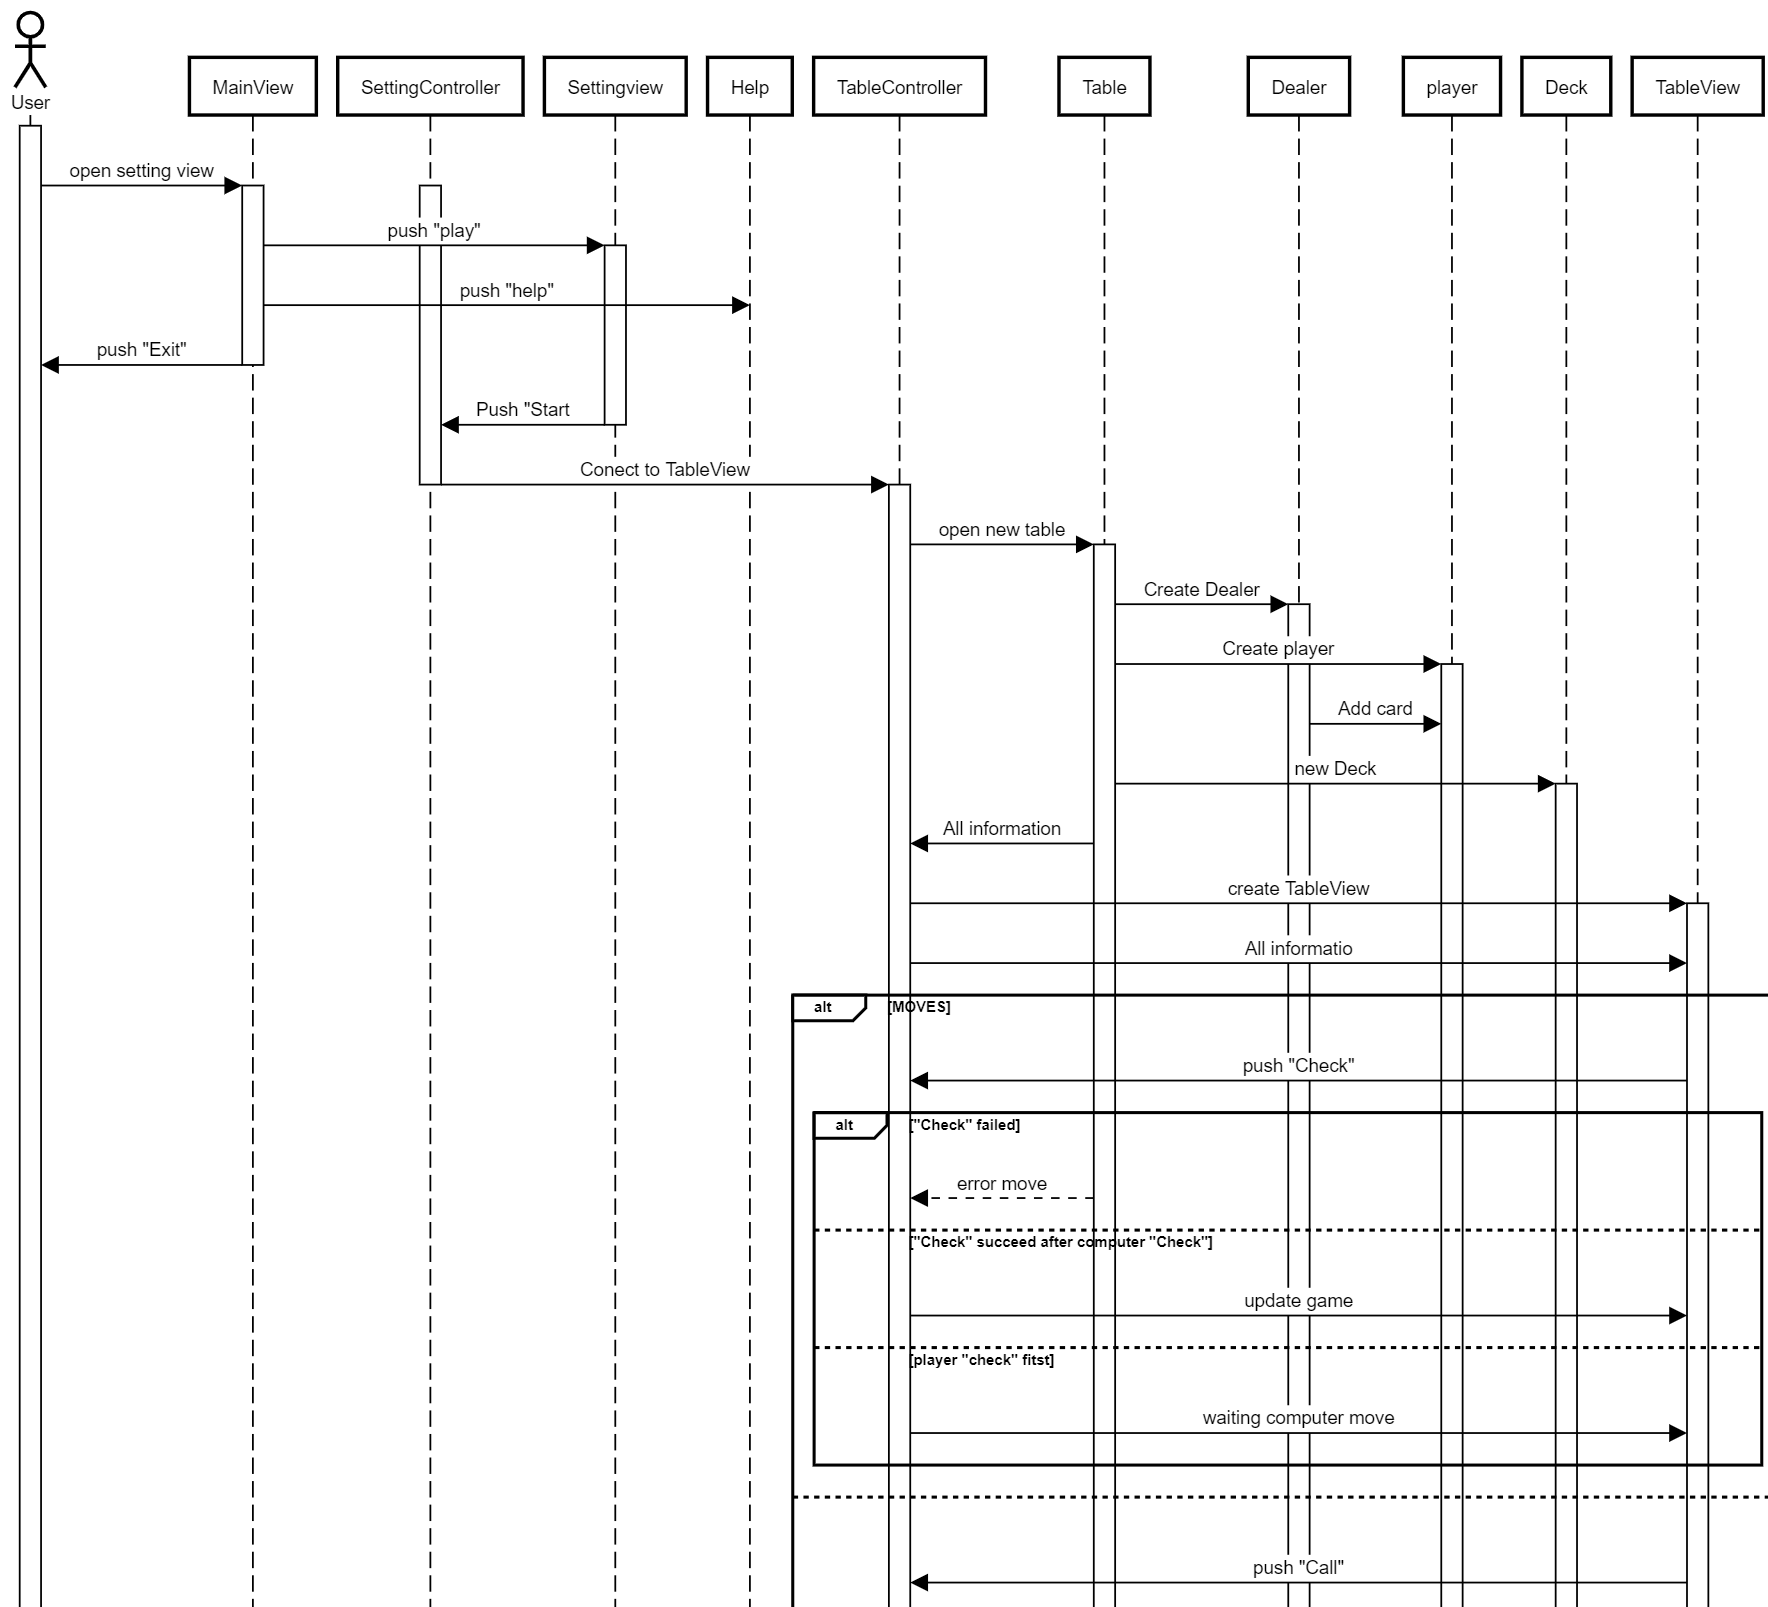 User
MainView
SettingController
Settingview
Help
TableController
Table
Dealer
player
Deck
TableView
open setting view
push "play"
push "help"
push "Exit"
Push "Start
Conect to TableView
open new table
Create Dealer
Create player
Add card
new Deck
All information
create TableView
All informatio
alt
[MOVES]
push "Check"
alt
["Check" failed]
error move
["Check" succeed after computer "Check"]
update game
[player "check" fitst]
waiting computer move
push "Call"